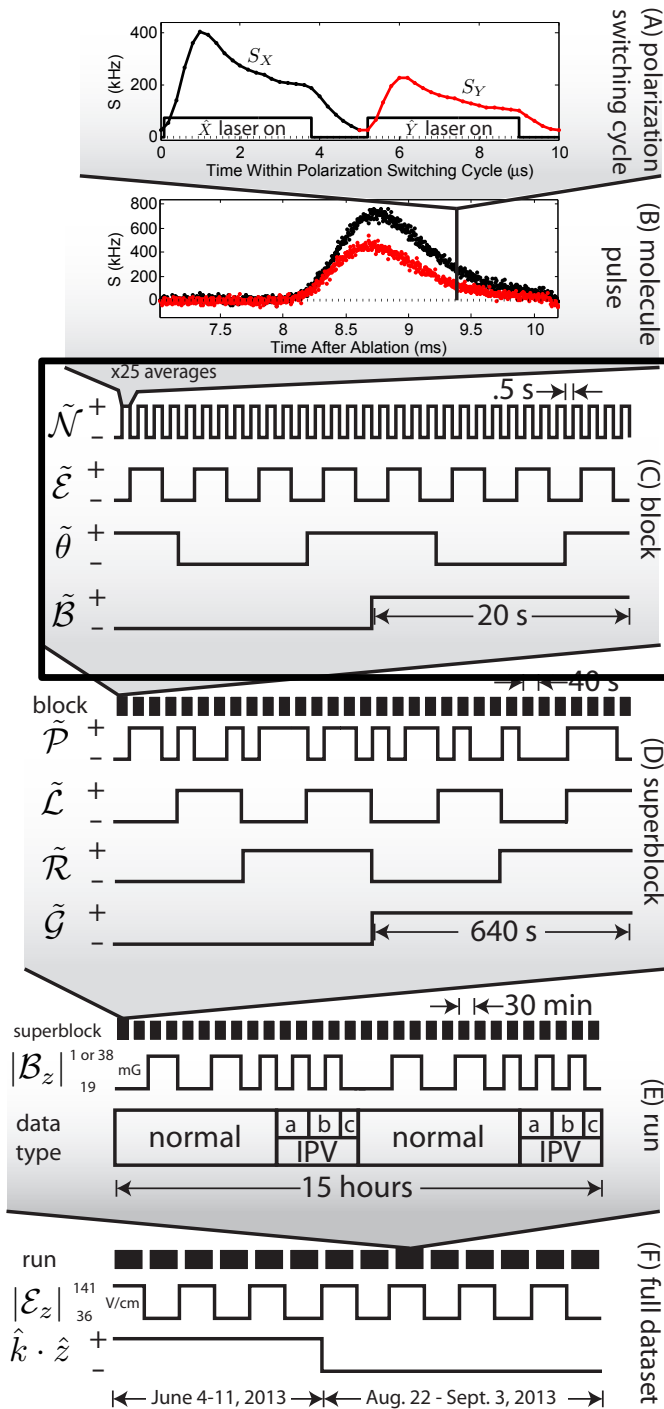 (A) polarization
switching cycle
S (kHz)
400
200
0
S_X
S_Y
X̂ laser on
Ŷ laser on
0 2 4 6 8 10
Time Within Polarization Switching Cycle (μs)
(B) molecule
pulse
S (kHz)
800
600
400
200
0
7.5 8 8.5 9 9.5 10
Time After Ablation (ms)
x25 averages
.5 s
(C) block
Ñ + −
Ẽ + −
θ̃ + −
B̃ + −
20 s
40 s
(D) superblock
block
P̃ + −
L̃ + −
R̃ + −
G̃ + −
640 s
30 min
(E) run
superblock
|B_z| 1 or 38 19 mG
data
type
normal a b c normal a b c
IPV IPV
15 hours
(F) full dataset
run
|E_z| 141 36 V/cm
k̂ · ẑ + −
June 4-11, 2013
Aug. 22 - Sept. 3, 2013